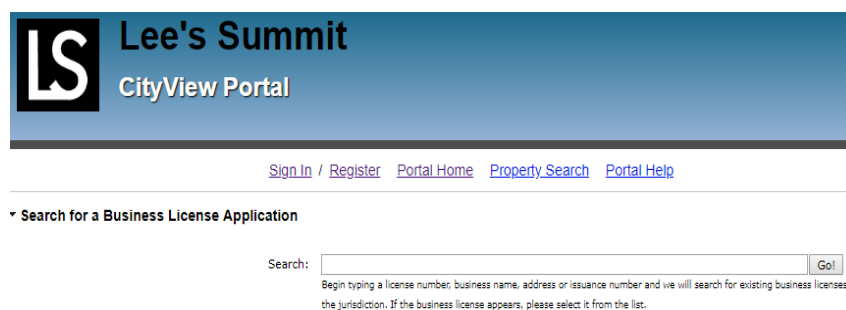 LS
Lee's Summit
CityView Portal
Sign In / Register Portal Home Property Search Portal Help
Search for a Business License Application
Search: Go!
Begin typing a license number, business name, address or issuance number and we will search for existing business licenses
the jurisdiction. If the business license appears, please select it from the list.